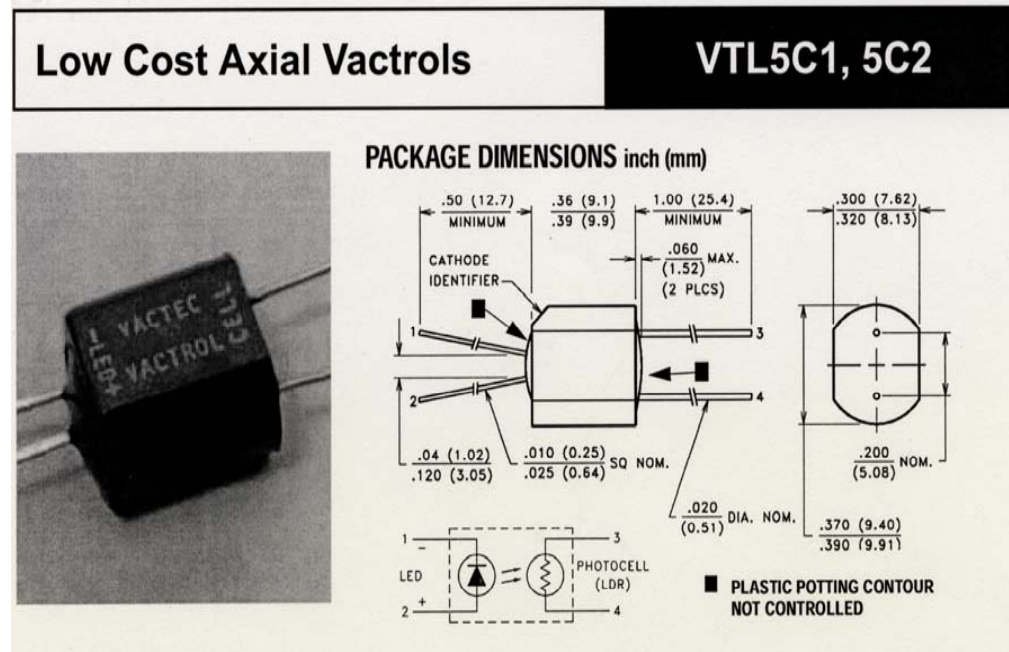 Low Cost Axial Vactrols
VTL5C1, 5C2
PACKAGE DIMENSIONS inch (mm)
.50 (12.7)
MINIMUM
.36 (9.1)
.39 (9.9)
1.00 (25.4)
MINIMUM
.300 (7.62)
.320 (8.13)
.060
(1.52)
MAX.
(2 PLCS)
CATHODE
IDENTIFIER
1
2
3
4
.04 (1.02)
.120 (3.05)
.010 (0.25)
.025 (0.64)
SQ NOM.
.020
(0.51)
DIA. NOM.
.200
(5.08)
NOM.
.370 (9.40)
.390 (9.91)
VACTEC
VACTROL
-LED+
CELL
1
–
LED
2
+
3
PHOTOCELL
(LDR)
4
PLASTIC POTTING CONTOUR
NOT CONTROLLED